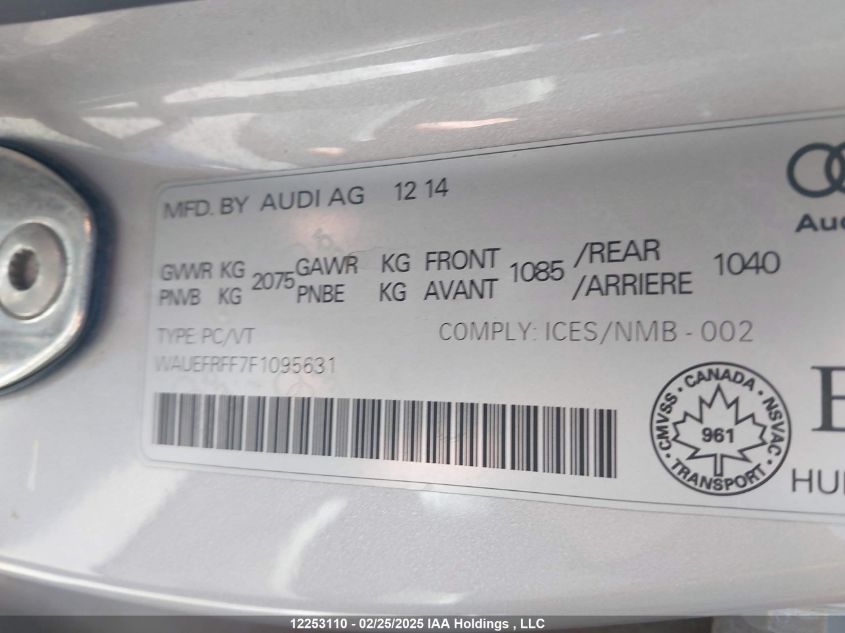 MFD. BY AUDI AG 12 14
GVWR KG 2075 GAWR KG FRONT 1085 /REAR 1040
PNVB KG PNBE KG AVANT /ARRIERE
TYPE: PC/VT COMPLY: ICES/NMB - 002
WAUEFRFF7F1095631
CMVSS · CANADA · NSVAC
961
TRANSPORT
12253110 - 02/25/2025 IAA Holdings , LLC